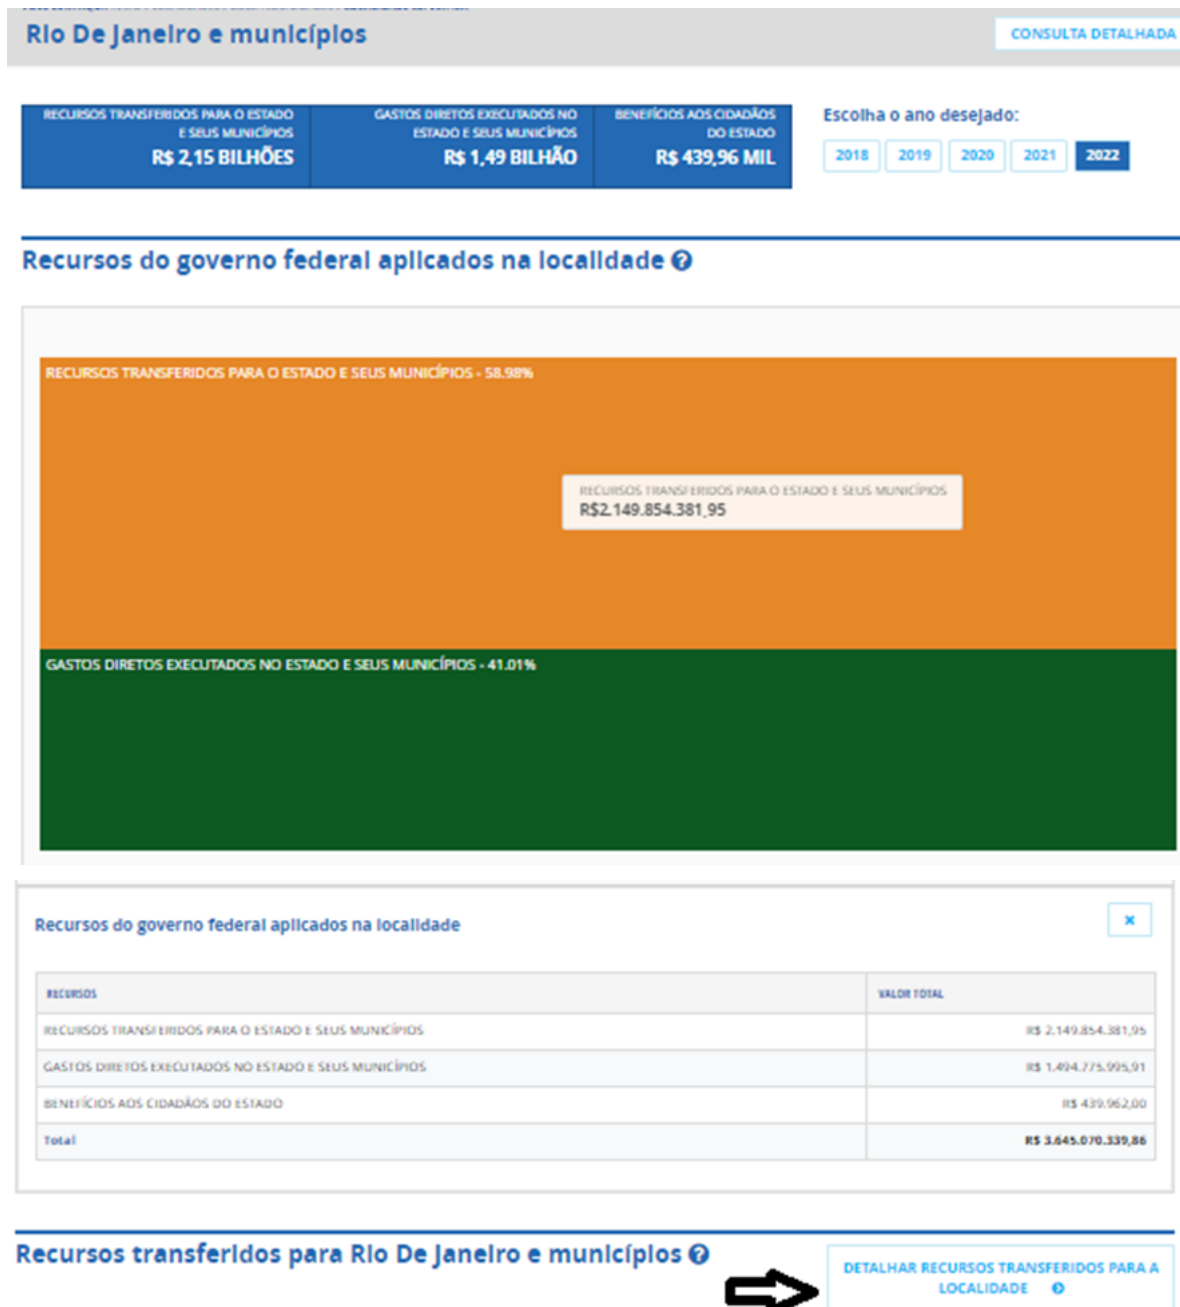 Rio De Janeiro e municípios
CONSULTA DETALHADA
RECURSOS TRANSFERIDOS PARA O ESTADO
E SEUS MUNICÍPIOS
R$ 2,15 BILHÕES
GASTOS DIRETOS EXECUTADOS NO
ESTADO E SEUS MUNICÍPIOS
R$ 1,49 BILHÃO
BENEFÍCIOS AOS CIDADÃOS
DO ESTADO
R$ 439,96 MIL
Escolha o ano desejado:
2018 2019 2020 2021 2022
Recursos do governo federal aplicados na localidade
RECURSOS TRANSFERIDOS PARA O ESTADO E SEUS MUNICÍPIOS - 58.98%
RECURSOS TRANSFERIDOS PARA O ESTADO E SEUS MUNICÍPIOS
R$2.149.854.381,95
GASTOS DIRETOS EXECUTADOS NO ESTADO E SEUS MUNICÍPIOS - 41.01%
Recursos do governo federal aplicados na localidade
RECURSOS VALOR TOTAL
RECURSOS TRANSFERIDOS PARA O ESTADO E SEUS MUNICÍPIOS R$ 2.149.854.381,95
GASTOS DIRETOS EXECUTADOS NO ESTADO E SEUS MUNICÍPIOS R$ 1.494.775.995,91
BENEFÍCIOS AOS CIDADÃOS DO ESTADO R$ 439.962,00
Total R$ 3.645.070.339,86
Recursos transferidos para Rio De Janeiro e municípios
DETALHAR RECURSOS TRANSFERIDOS PARA A
LOCALIDADE